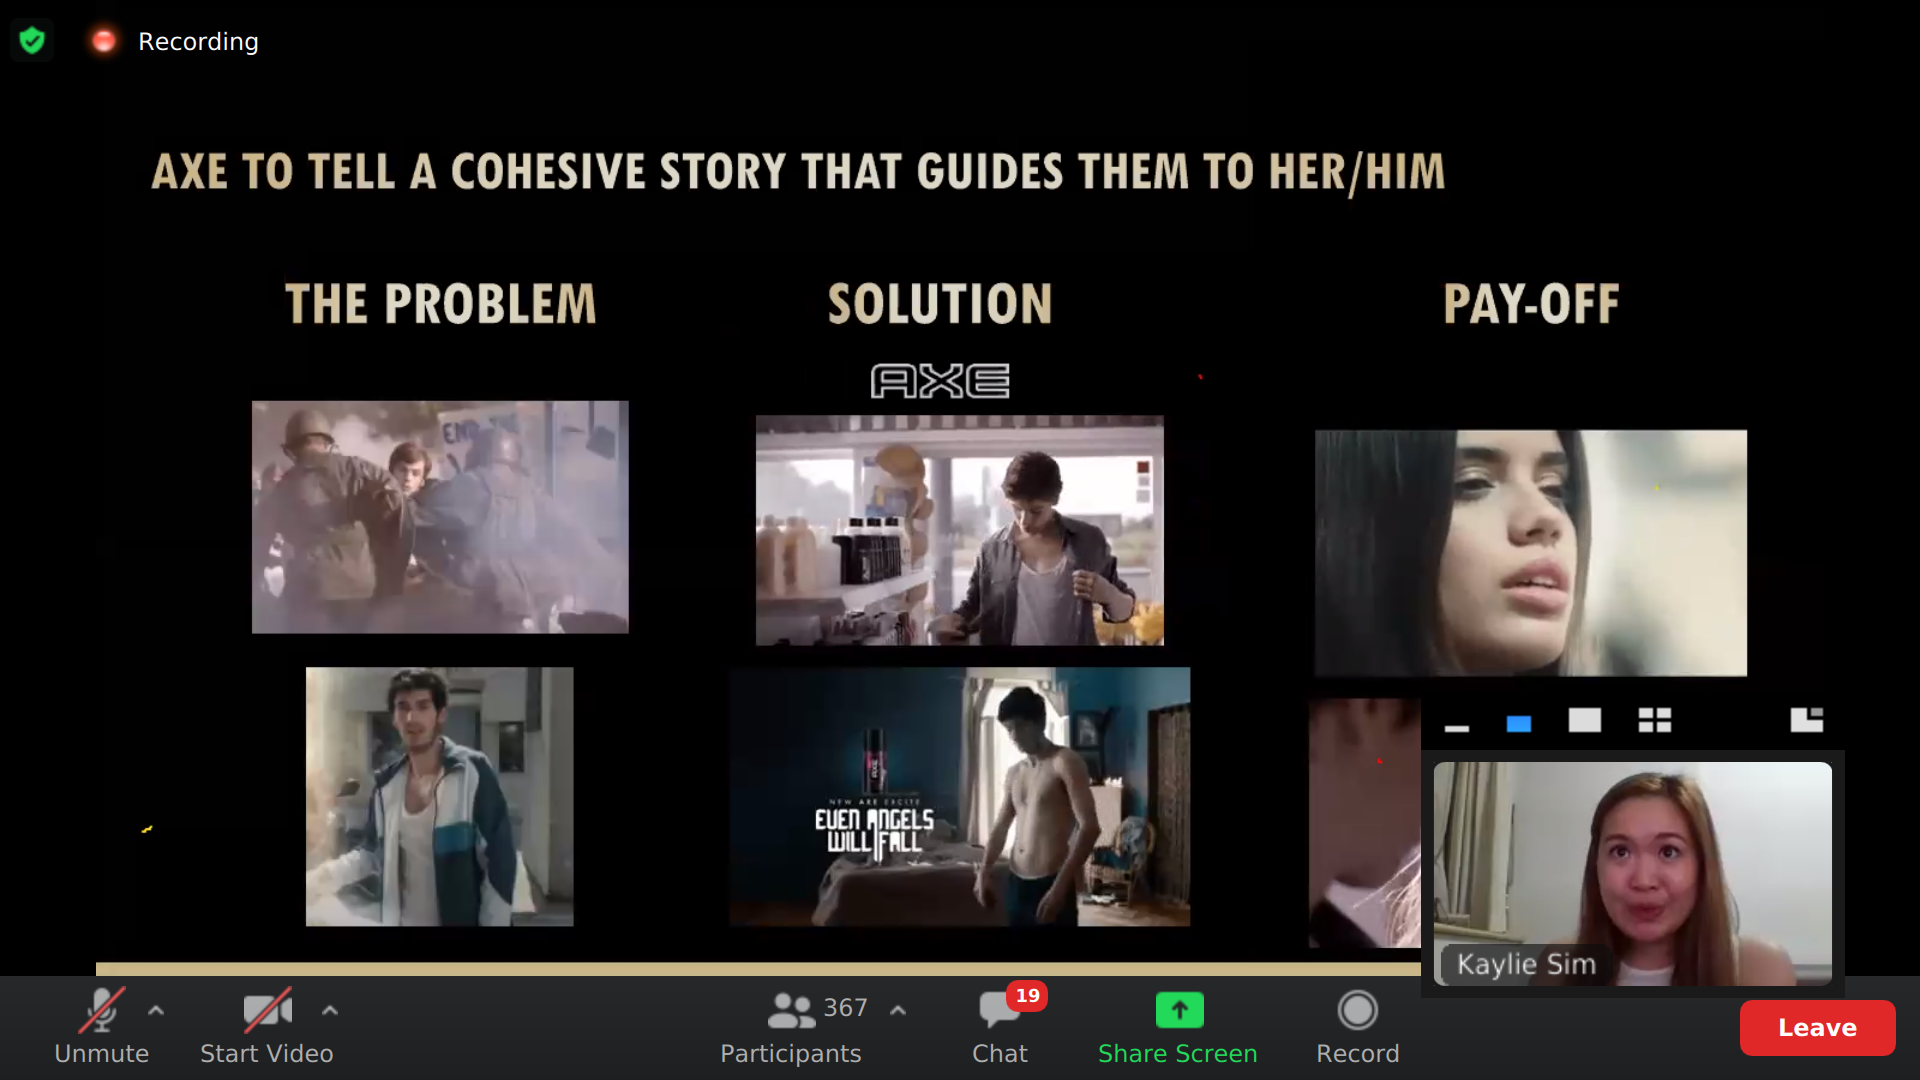 Recording
AXE TO TELL A COHESIVE STORY THAT GUIDES THEM TO HER/HIM
THE PROBLEM
SOLUTION
PAY-OFF
AXE
AXE
NEW AXE EXCITE
EVEN ANGELS
WILL FALL
Kaylie Sim
Unmute
Start Video
367
Participants
19
Chat
Share Screen
Record
Leave